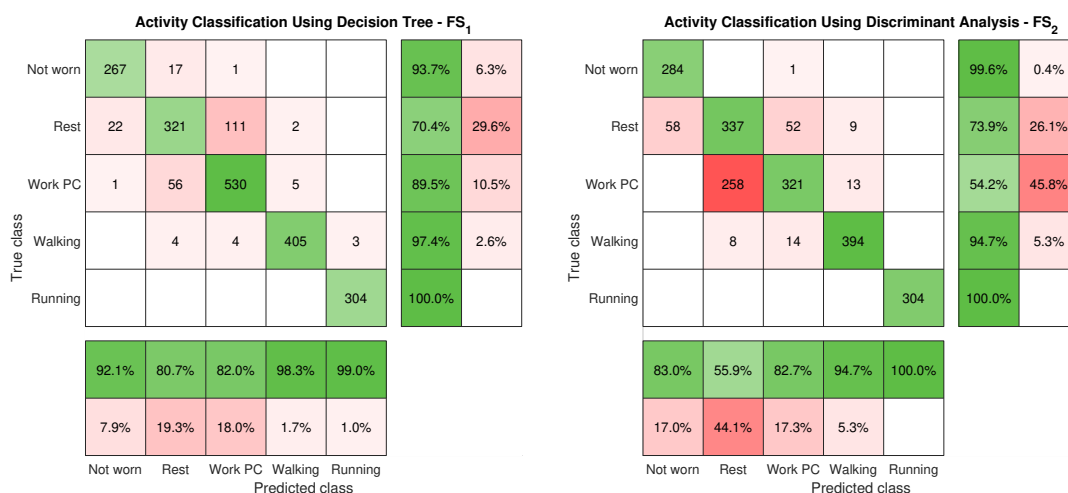 Activity Classification Using Decision Tree - FS1
Not worn 267 17 1 93.7% 6.3%
Rest 22 321 111 2 70.4% 29.6%
Work PC 1 56 530 5 89.5% 10.5%
Walking 4 4 405 3 97.4% 2.6%
Running 304 100.0%
True class
92.1% 80.7% 82.0% 98.3% 99.0%
7.9% 19.3% 18.0% 1.7% 1.0%
Not worn Rest Work PC Walking Running
Predicted class
Activity Classification Using Discriminant Analysis - FS2
Not worn 284 1 99.6% 0.4%
Rest 58 337 52 9 73.9% 26.1%
Work PC 258 321 13 54.2% 45.8%
Walking 8 14 394 94.7% 5.3%
Running 304 100.0%
True class
83.0% 55.9% 82.7% 94.7% 100.0%
17.0% 44.1% 17.3% 5.3%
Not worn Rest Work PC Walking Running
Predicted class